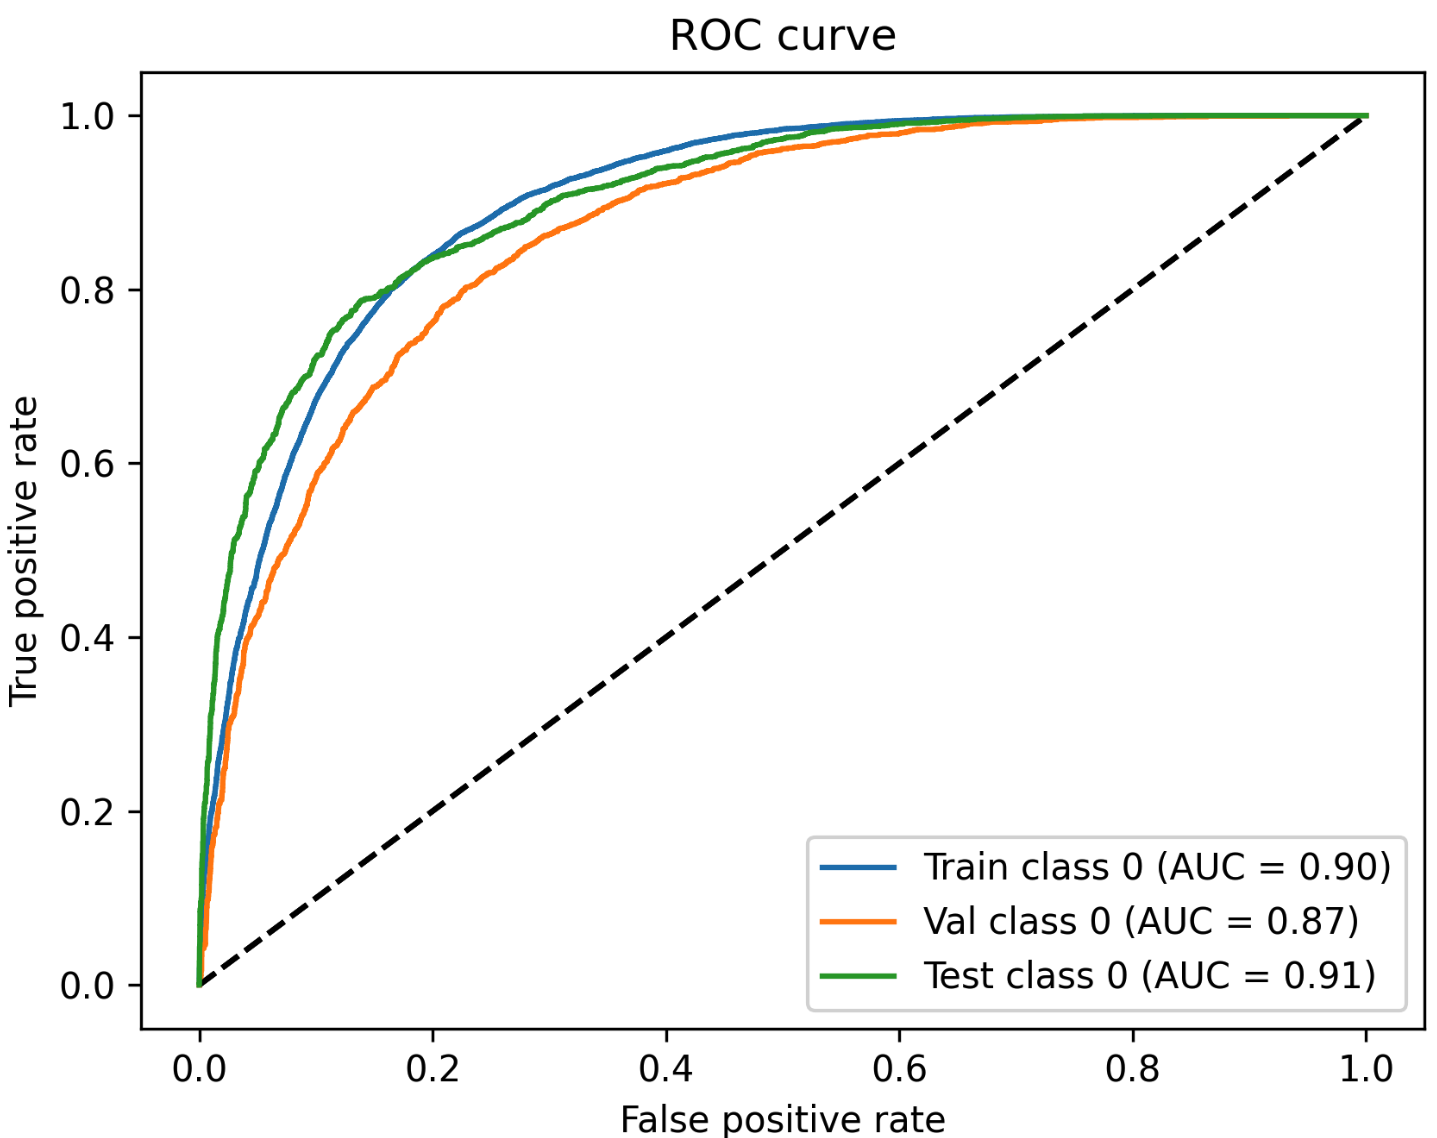 ROC curve
1.0
0.8
0.6
0.4
0.2
0.0
True positive rate
Train class 0 (AUC = 0.90)
Val class 0 (AUC = 0.87)
Test class 0 (AUC = 0.91)
0.0 0.2 0.4 0.6 0.8 1.0
False positive rate